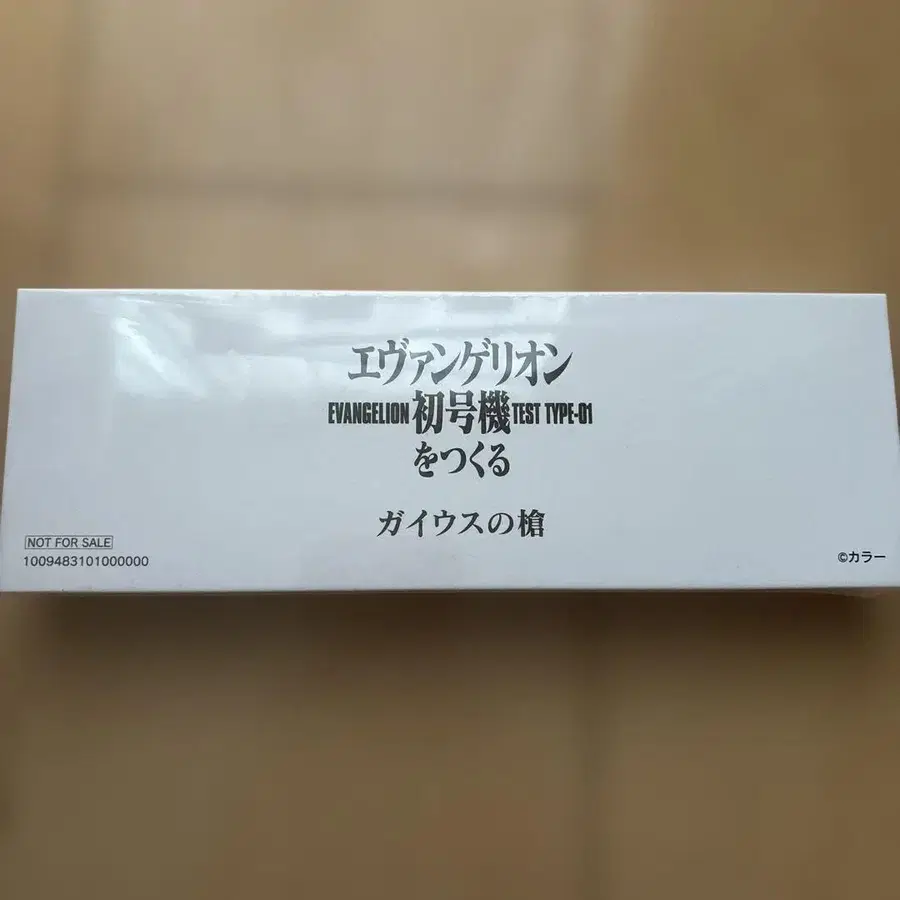 エヴァンゲリオン
EVANGELION 初号機 TEST TYPE-01
をつくる
ガイウスの槍
NOT FOR SALE
1009483101000000
©カラー